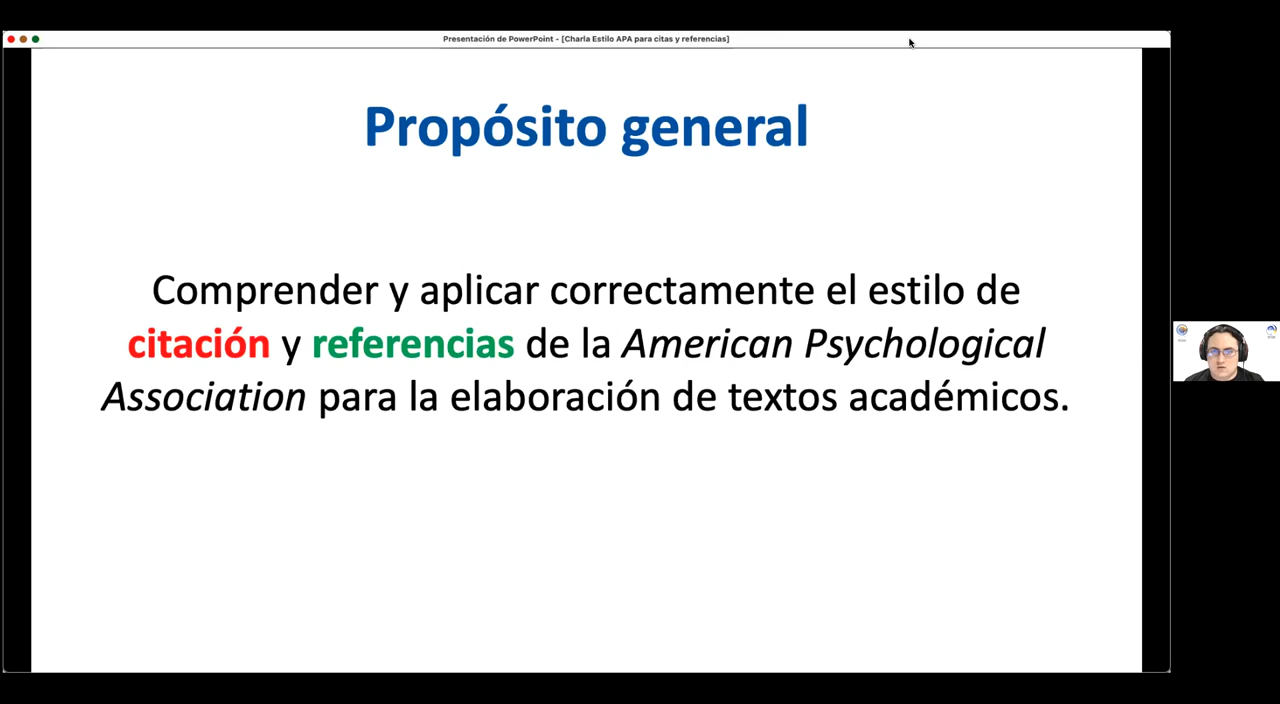 Presentación de PowerPoint - [Charla Estilo APA para citas y referencias]
Propósito general
Comprender y aplicar correctamente el estilo de
citación y referencias de la American Psychological
Association para la elaboración de textos académicos.